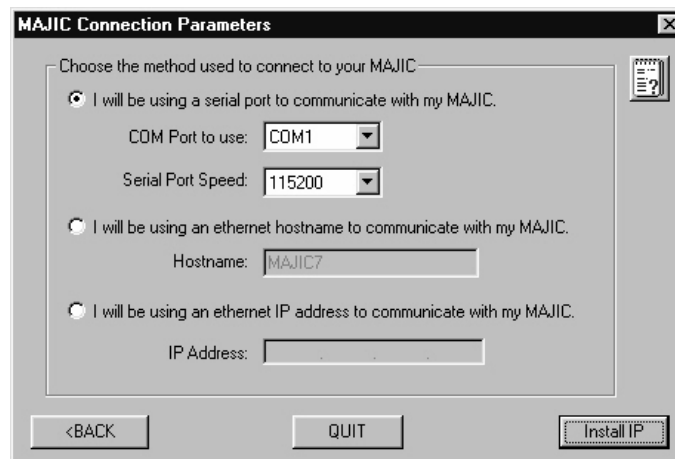 MAJIC Connection Parameters
Choose the method used to connect to your MAJIC
I will be using a serial port to communicate with my MAJIC.
COM Port to use: COM1
Serial Port Speed: 115200
I will be using an ethernet hostname to communicate with my MAJIC.
Hostname: MAJIC7
I will be using an ethernet IP address to communicate with my MAJIC.
IP Address: . . .
<BACK QUIT Install IP